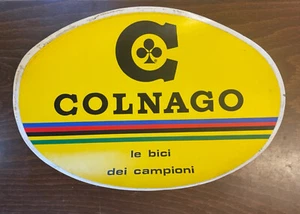 C
COLNAGO
le bici
dei campioni